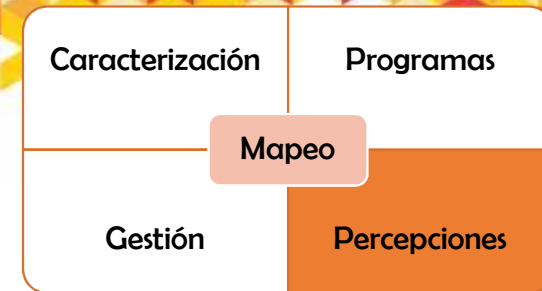 Caracterización
Programas
Mapeo
Gestión
Percepciones